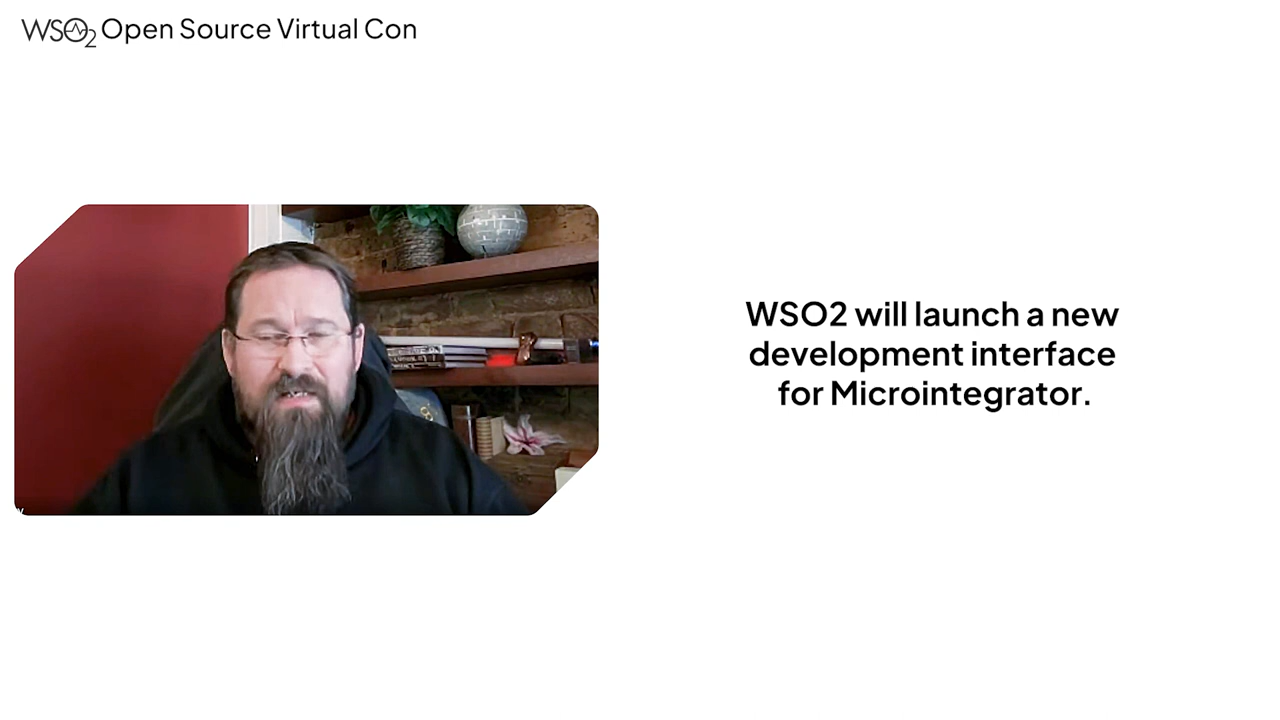 WSO2 Open Source Virtual Con
WSO2 will launch a new
development interface
for Microintegrator.